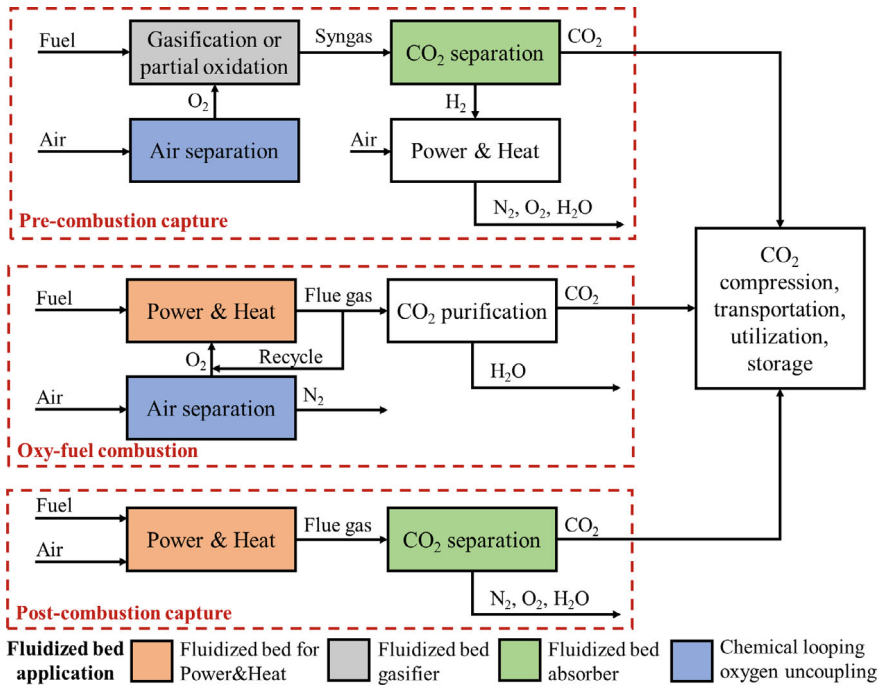 Fuel
Gasification or
partial oxidation
Syngas
CO₂ separation
CO₂
O₂
H₂
Air
Air separation
Air
Power & Heat
N₂, O₂, H₂O
Pre-combustion capture
Fuel
Power & Heat
Flue gas
CO₂ purification
CO₂
O₂
Recycle
H₂O
Air
Air separation
N₂
Oxy-fuel combustion
CO₂
compression,
transportation,
utilization,
storage
Fuel
Air
Power & Heat
Flue gas
CO₂ separation
CO₂
N₂, O₂, H₂O
Post-combustion capture
Fluidized bed
application
Fluidized bed for
Power&Heat
Fluidized bed
gasifier
Fluidized bed
absorber
Chemical looping
oxygen uncoupling